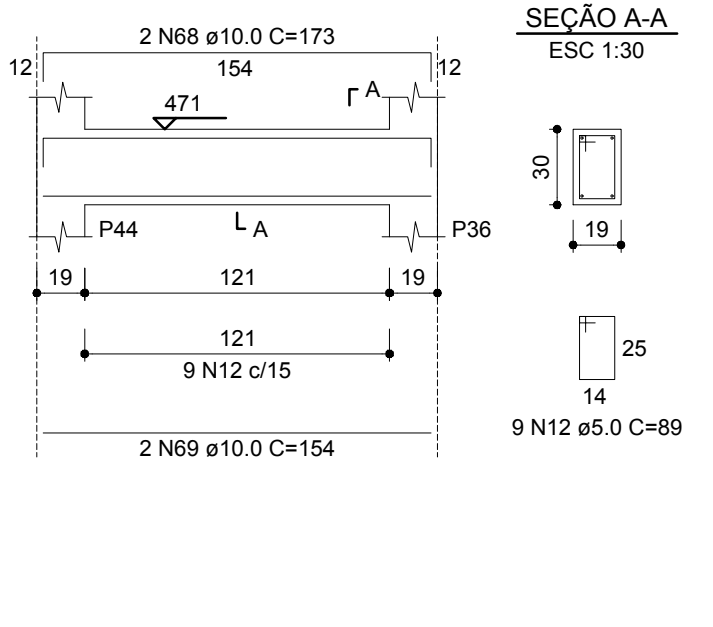 2 N68 ø10.0 C=173
12
154
12
A
471
P44
A
P36
19
121
19
121
9 N12 c/15
2 N69 ø10.0 C=154
SEÇÃO A-A
ESC 1:30
30
19
25
14
9 N12 ø5.0 C=89